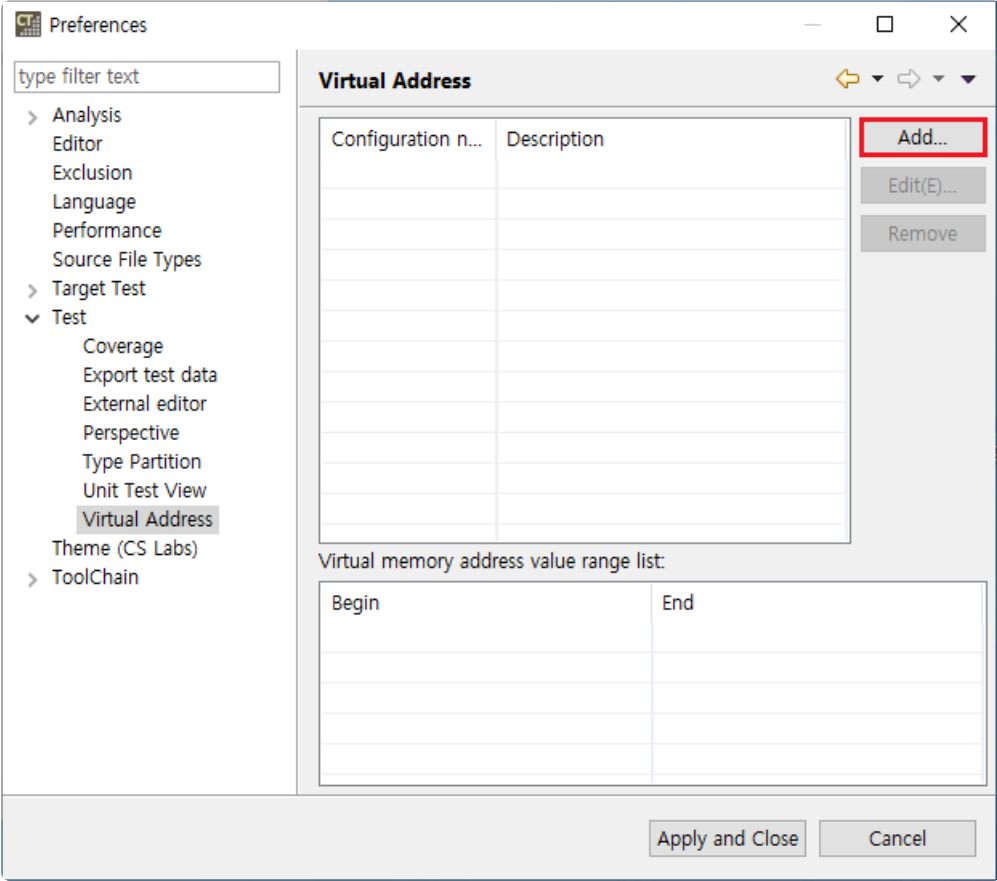 CT
Preferences
type filter text
Analysis
Editor
Exclusion
Language
Performance
Source File Types
Target Test
Test
Coverage
Export test data
External editor
Perspective
Type Partition
Unit Test View
Virtual Address
Theme (CS Labs)
ToolChain
Virtual Address
Configuration n... Description
Add...
Edit(E)...
Remove
Virtual memory address value range list:
Begin End
Apply and Close Cancel